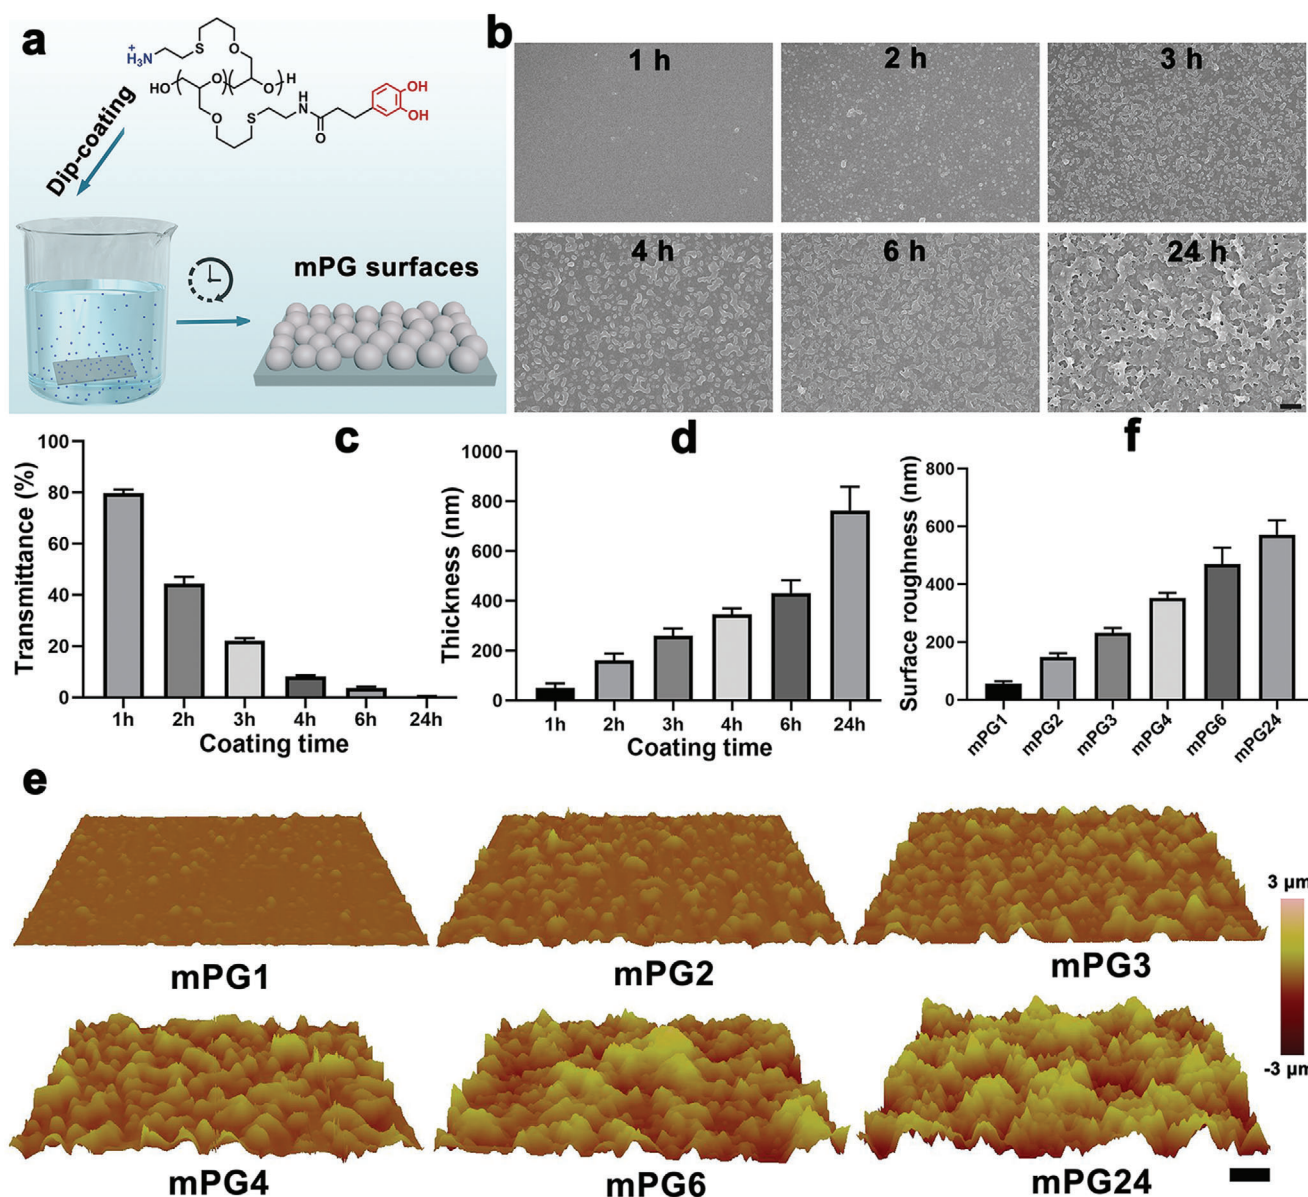 a
+
H₃N
S
O
HO
O
O
H
O
S
N
H
O
OH
OH
Dip-coating
mPG surfaces
b
1 h
2 h
3 h
4 h
6 h
24 h
c
Transmittance (%)
100
80
60
40
20
0
1h
2h
3h
4h
6h
24h
Coating time
d
Thickness (nm)
1000
800
600
400
200
0
1h
2h
3h
4h
6h
24h
Coating time
f
Surface roughness (nm)
800
600
400
200
0
mPG1
mPG2
mPG3
mPG4
mPG6
mPG24
e
mPG1
mPG2
mPG3
mPG4
mPG6
mPG24
3 µm
-3 µm